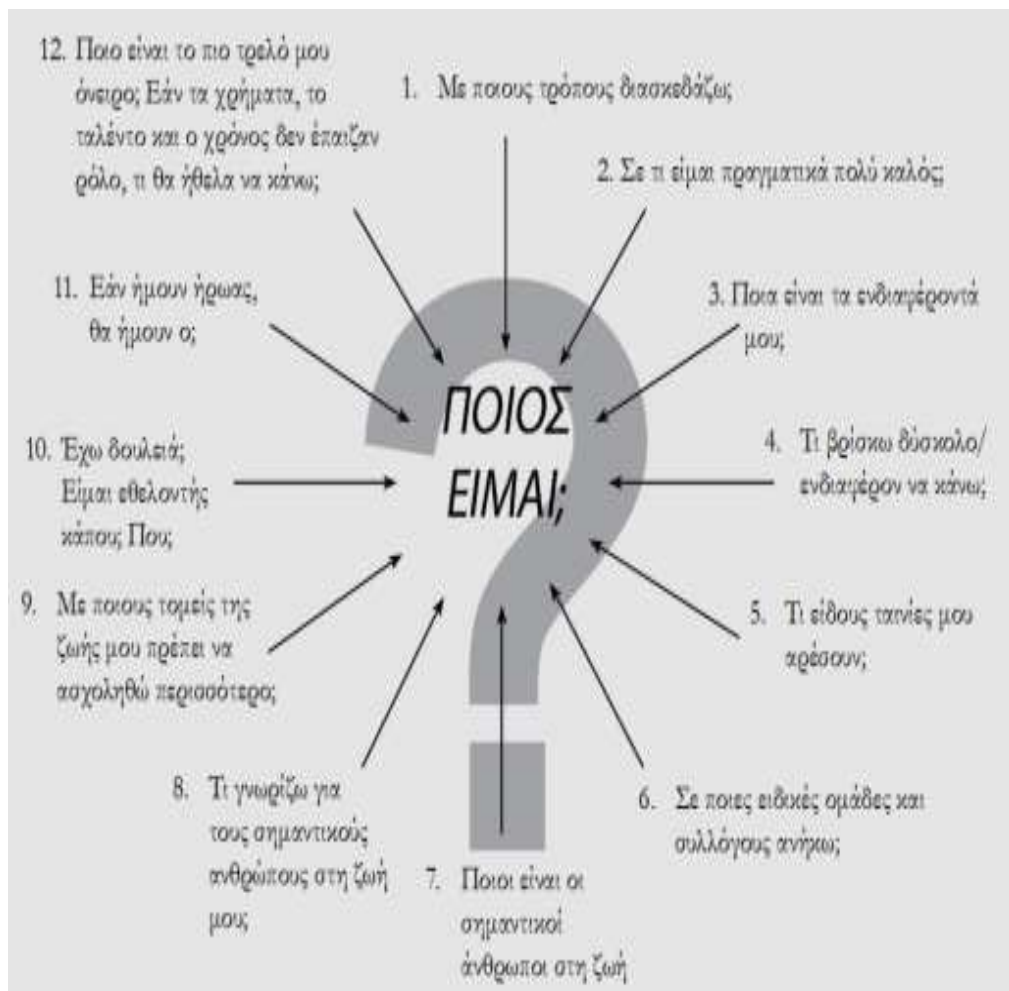 12. Ποιο είναι το πιο τρελό μου
όνειρο; Εάν τα χρήματα, το
ταλέντο και ο χρόνος δεν έπαιζαν
ρόλο, τι θα ήθελα να κάνω;
1. Με ποιους τρόπους διασκεδάζω;
2. Σε τι είμαι πραγματικά πολύ καλός;
3. Ποια είναι τα ενδιαφέροντά
μου;
4. Τι βρίσκω δύσκολο/
ενδιαφέρον να κάνω;
5. Τι είδους ταινίες μου
αρέσουν;
6. Σε ποιες ειδικές ομάδες και
συλλόγους ανήκω;
7. Ποιοι είναι οι
σημαντικοί
άνθρωποι στη ζωή
8. Τι γνωρίζω για
τους σημαντικούς
ανθρώπους στη ζωή
μου;
9. Με ποιους τομείς της
ζωής μου πρέπει να
ασχοληθώ περισσότερο;
10. Έχω δουλειά;
Είμαι εθελοντής
κάπου; Που;
11. Εάν ήμουν ήρωας,
θα ήμουν ο;
ΠΟΙΟΣ
ΕΙΜΑΙ;